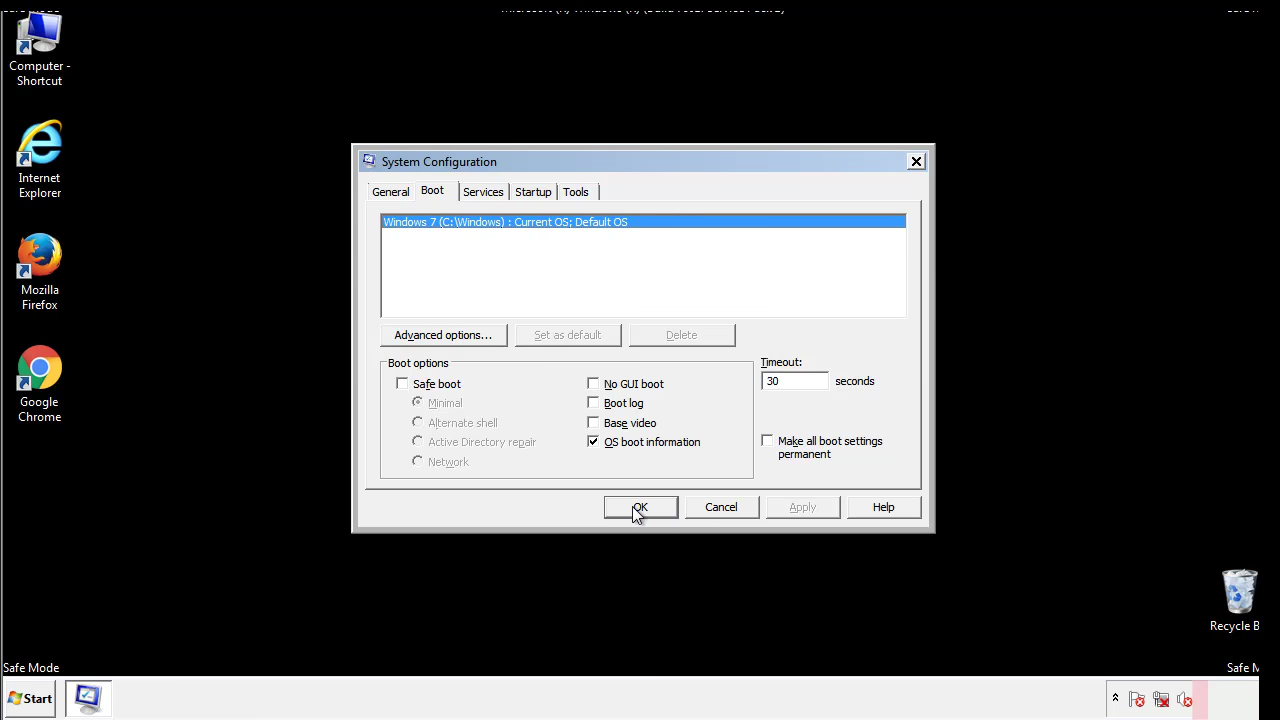 Computer -
Shortcut
Internet
Explorer
Mozilla
Firefox
Google
Chrome
System Configuration
General
Boot
Services
Startup
Tools
Windows 7 (C:\Windows) : Current OS; Default OS
Advanced options...
Set as default
Delete
Boot options
Safe boot
Minimal
Alternate shell
Active Directory repair
Network
No GUI boot
Boot log
Base video
OS boot information
Timeout:
30 seconds
Make all boot settings
permanent
OK
Cancel
Apply
Help
Recycle B
Safe Mode
Safe M
Start